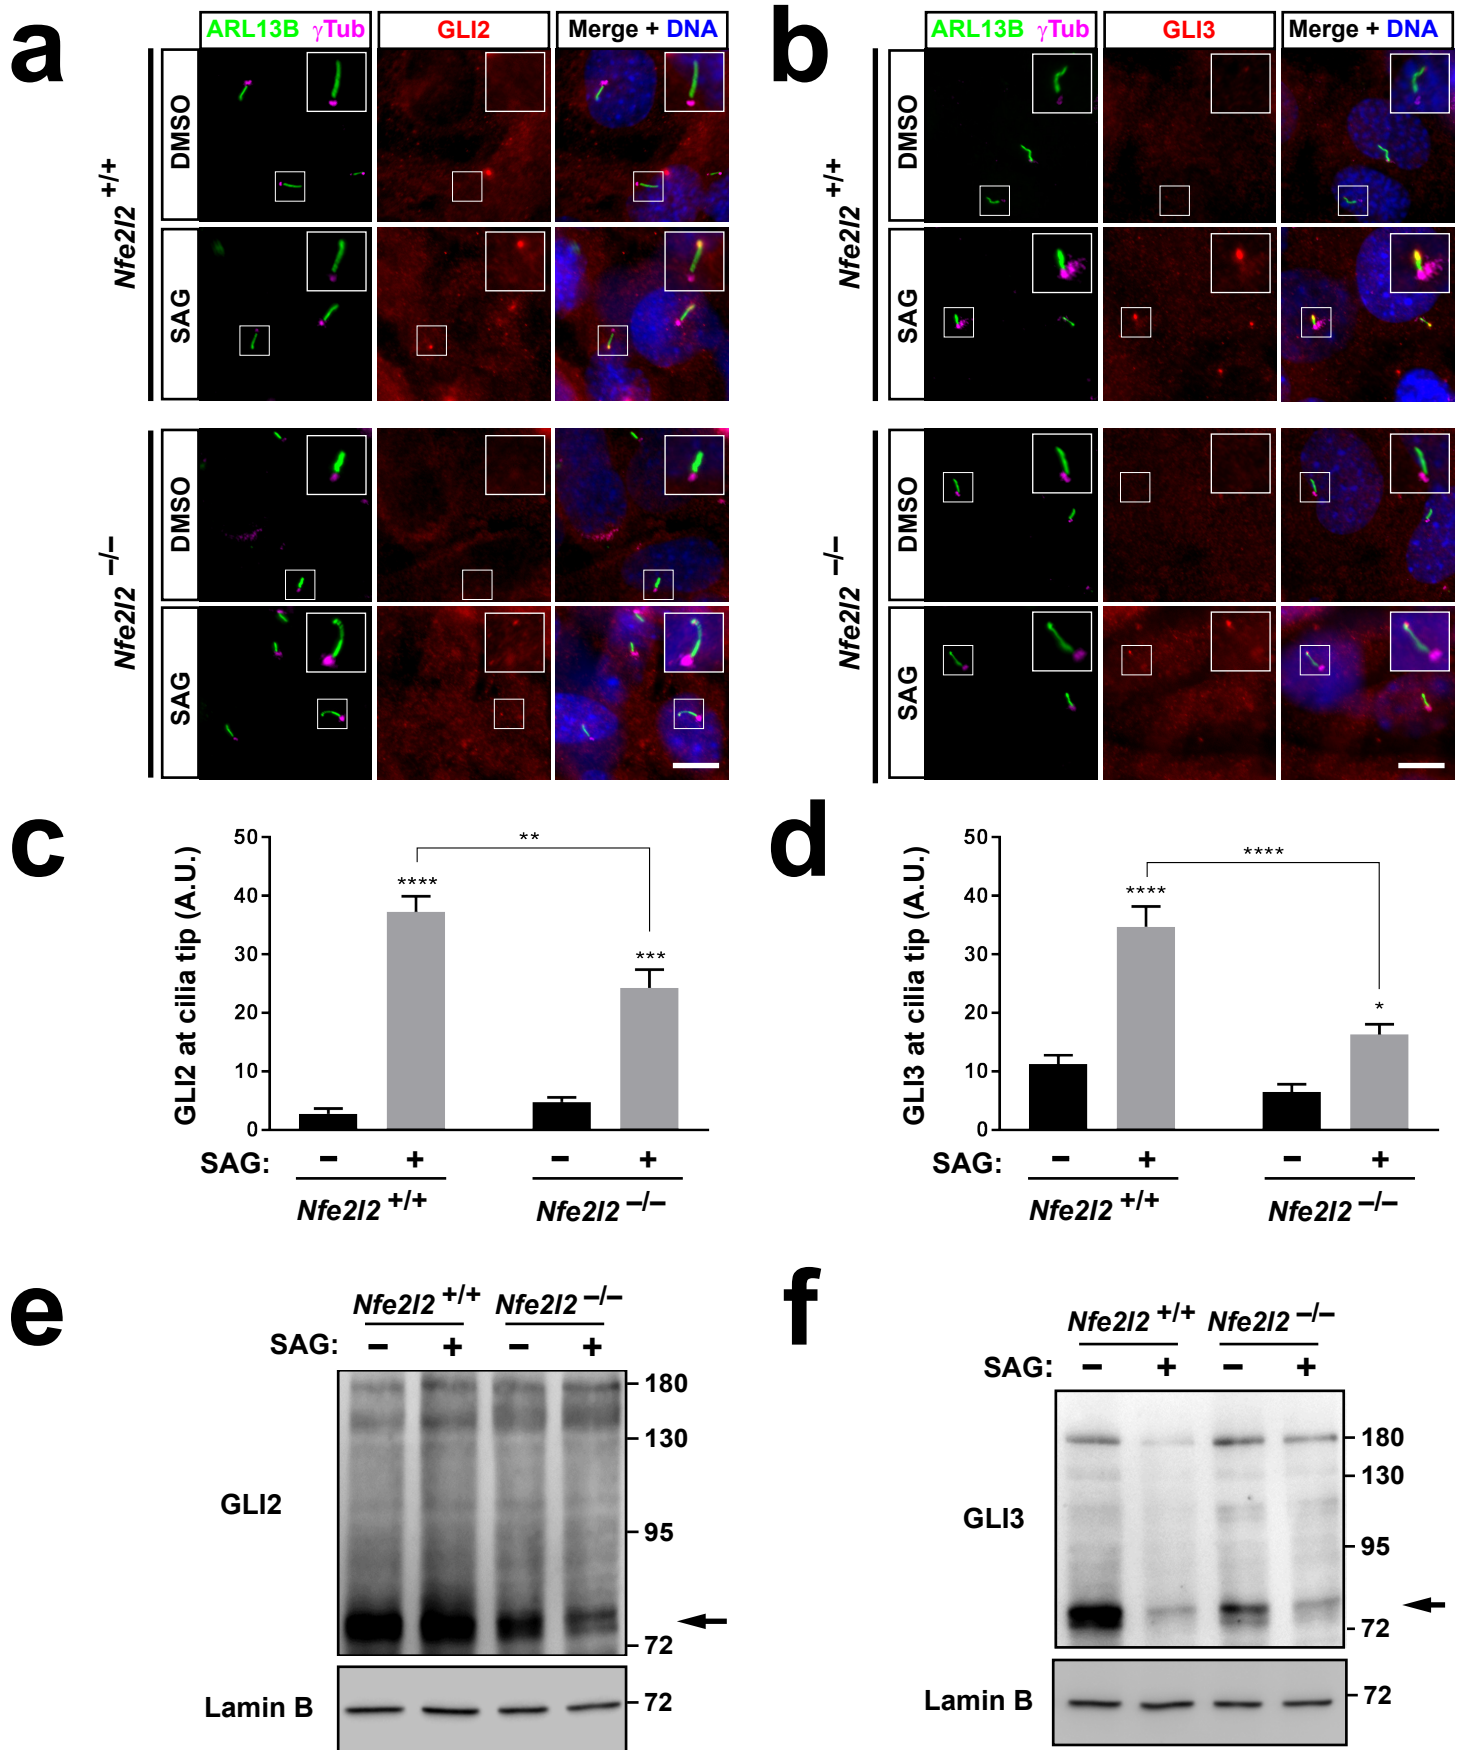 a
ARL13B γTub GLI2 Merge + DNA
Nfe2l2 +/+
DMSO
SAG
Nfe2l2 –/–
DMSO
SAG
b
ARL13B γTub GLI3 Merge + DNA
Nfe2l2 +/+
DMSO
SAG
Nfe2l2 –/–
DMSO
SAG
c
GLI2 at cilia tip (A.U.)
50
40
30
20
10
0
**
****
***
SAG: – + – +
Nfe2l2 +/+ Nfe2l2 –/–
d
GLI3 at cilia tip (A.U.)
50
40
30
20
10
0
****
****
*
SAG: – + – +
Nfe2l2 +/+ Nfe2l2 –/–
e
Nfe2l2 +/+ Nfe2l2 –/–
SAG: – + – +
180
130
GLI2
95
72
Lamin B 72
f
Nfe2l2 +/+ Nfe2l2 –/–
SAG: – + – +
180
130
GLI3
95
72
Lamin B 72